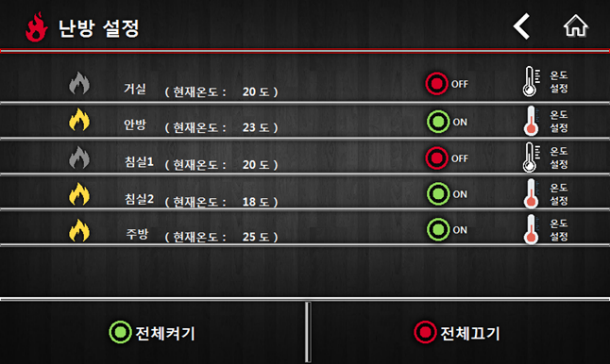 난방 설정
거실 ( 현재온도 : 20 도 ) OFF 온도 설정
안방 ( 현재온도 : 23 도 ) ON 온도 설정
침실1 ( 현재온도 : 20 도 ) OFF 온도 설정
침실2 ( 현재온도 : 18 도 ) ON 온도 설정
주방 ( 현재온도 : 25 도 ) ON 온도 설정
전체켜기 전체끄기